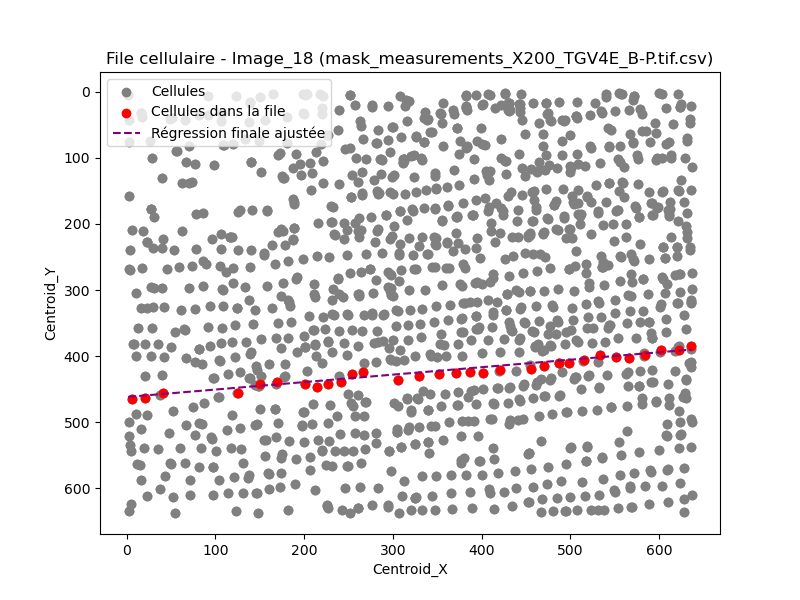 File cellulaire - Image_18 (mask_measurements_X200_TGV4E_B-P.tif.csv)
Cellules
Cellules dans la file
Régression finale ajustée
0
100
200
300
400
500
600
Centroid_Y
0 100 200 300 400 500 600
Centroid_X